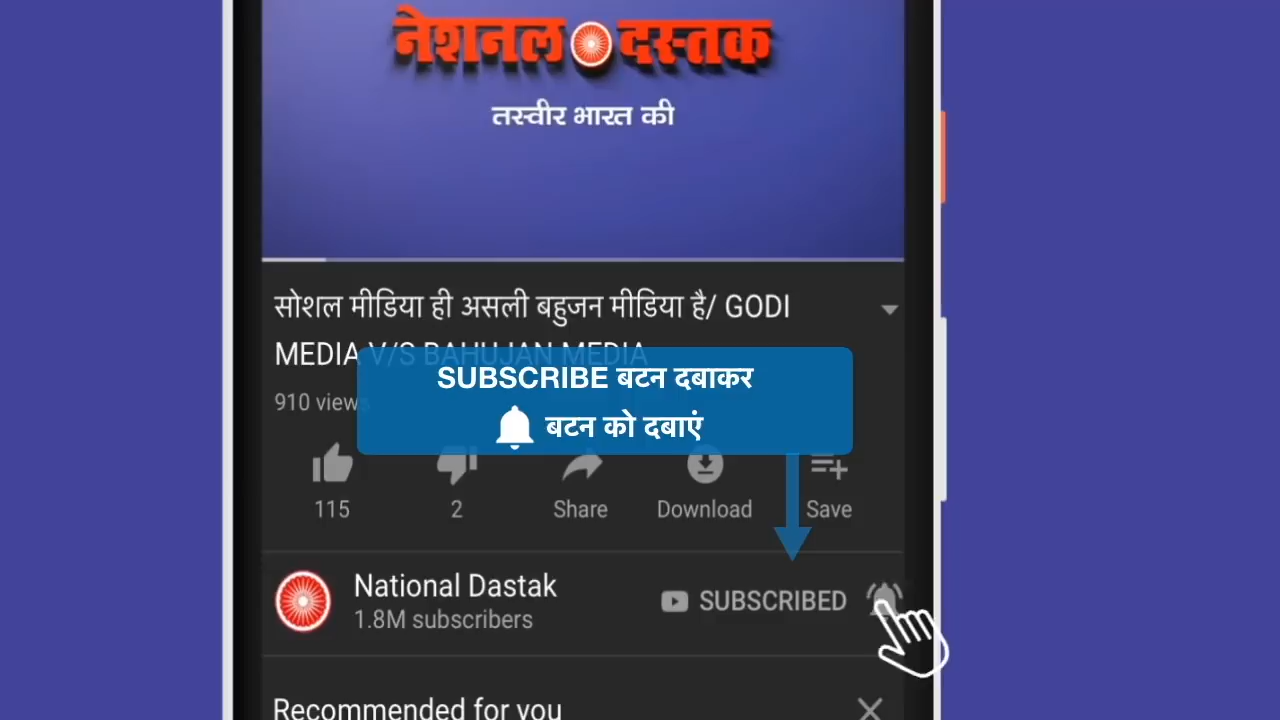 नेशनल दस्तक
तस्वीर भारत की
सोशल मीडिया ही असली बहुजन मीडिया है/ GODI
MEDIA V/S BAHUJAN MEDIA
SUBSCRIBE बटन दबाकर
बटन को दबाएं
910 views
115
2
Share
Download
Save
National Dastak
1.8M subscribers
SUBSCRIBED
Recommended for you